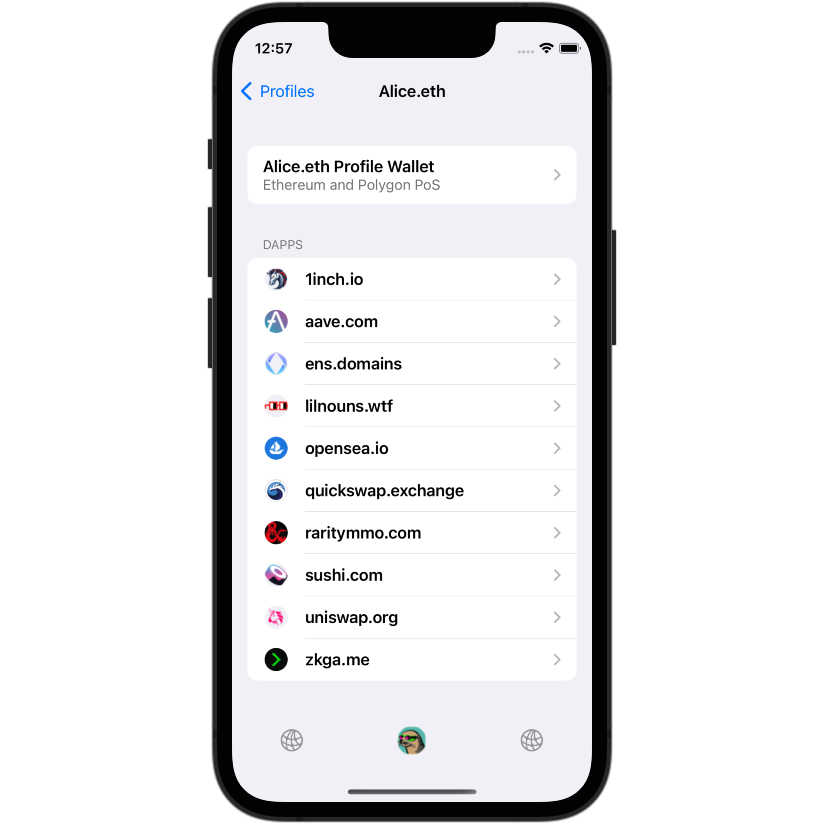 12:57
Profiles
Alice.eth
Alice.eth Profile Wallet
Ethereum and Polygon PoS
DAPPS
1inch.io
aave.com
ens.domains
lilnouns.wtf
opensea.io
quickswap.exchange
raritymmo.com
sushi.com
uniswap.org
zkga.me